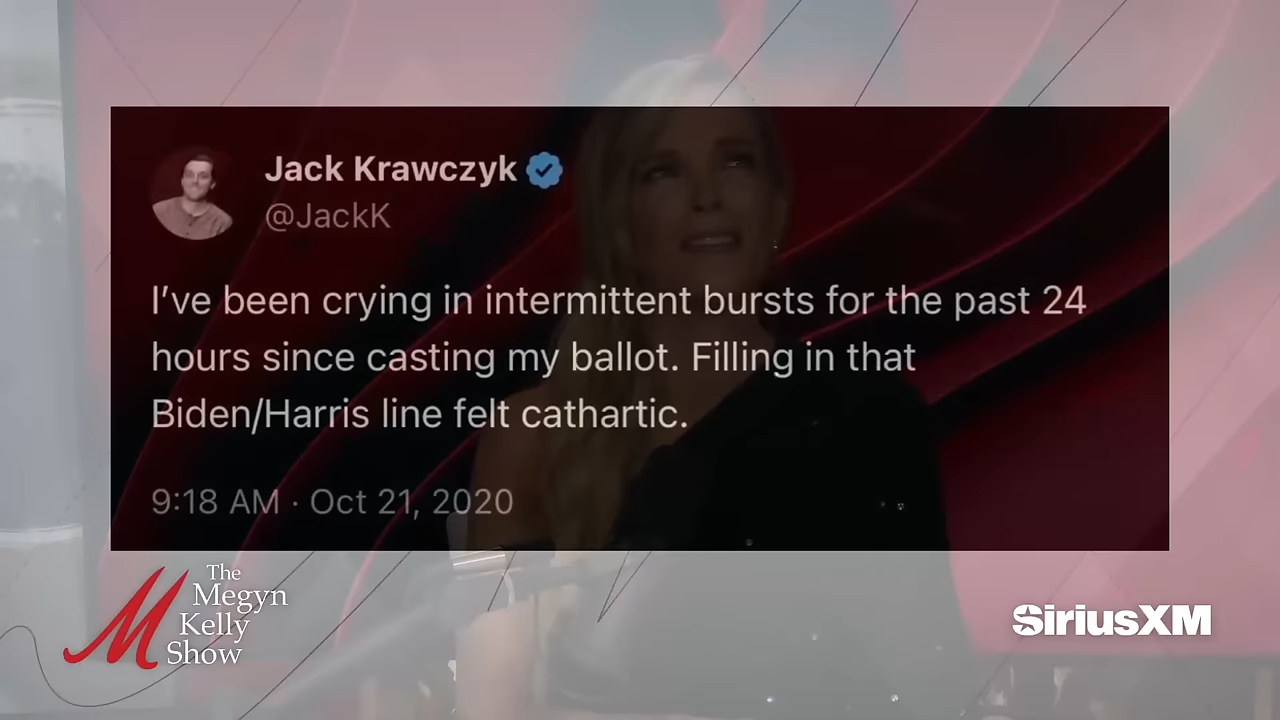 Jack Krawczyk
@JackK
I've been crying in intermittent bursts for the past 24
hours since casting my ballot. Filling in that
Biden/Harris line felt cathartic.
9:18 AM · Oct 21, 2020
The
Megyn
Kelly
Show
SiriusXM